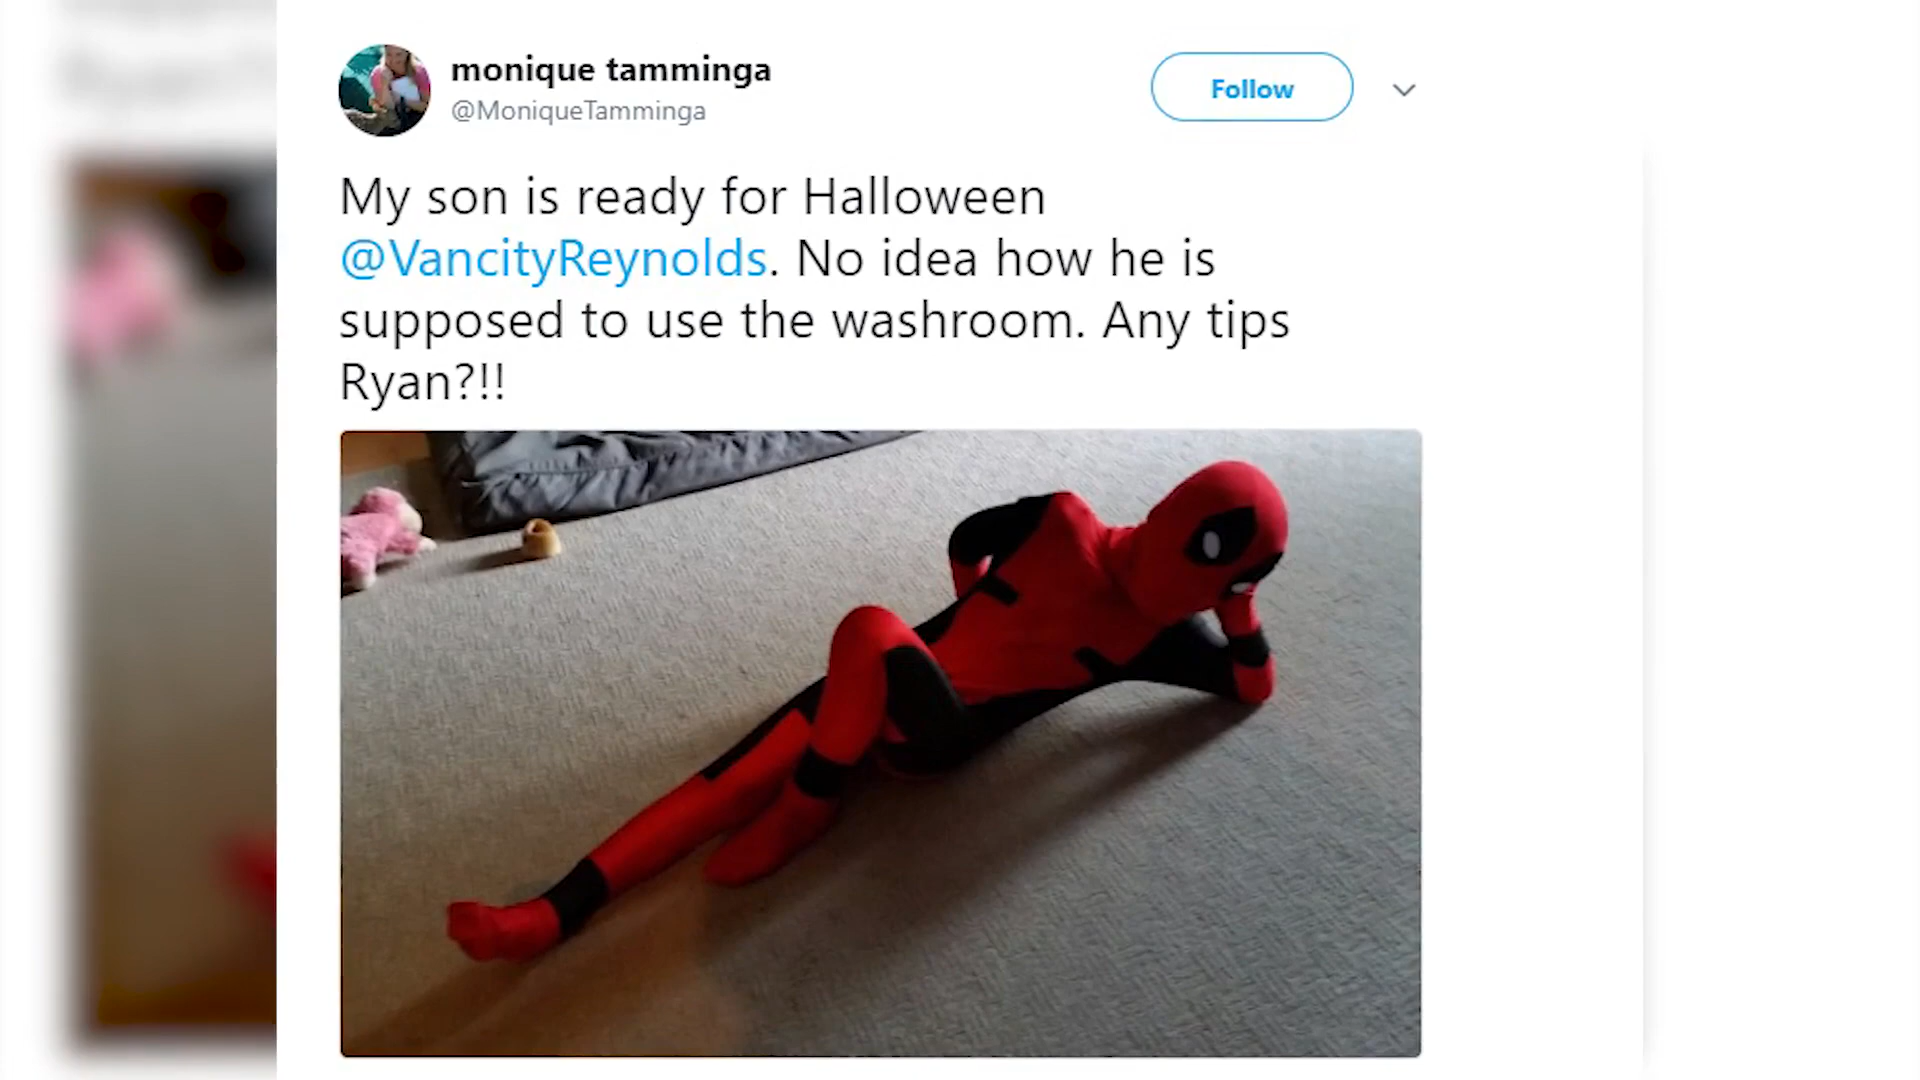 monique tamminga
@MoniqueTamminga
Follow
My son is ready for Halloween
@VancityReynolds. No idea how he is
supposed to use the washroom. Any tips
Ryan?!!